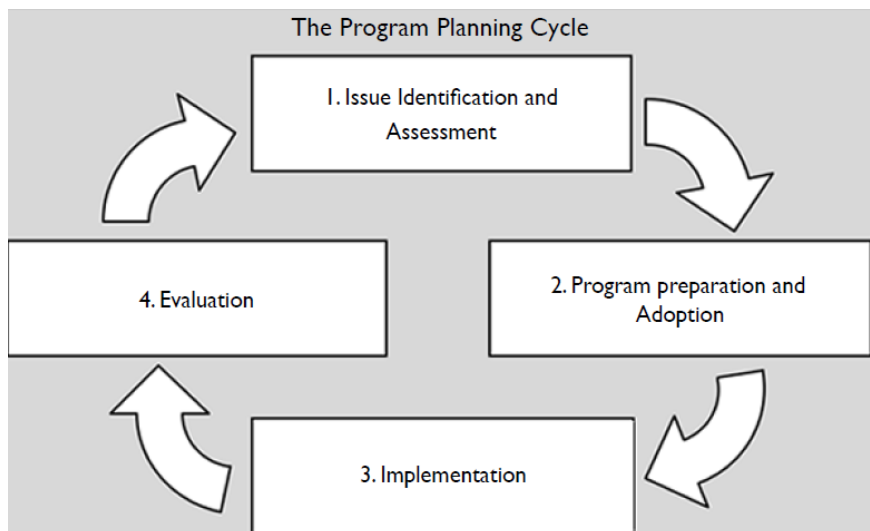 The Program Planning Cycle
1. Issue Identification and
Assessment
2. Program preparation and
Adoption
3. Implementation
4. Evaluation